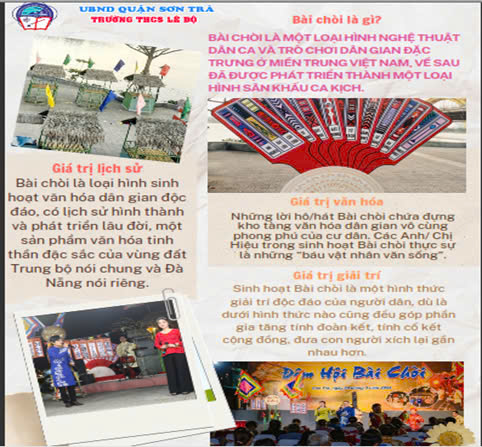 UBND QUẬN SƠN TRÀ
TRƯỜNG THCS LÊ ĐỘ
Bài chòi là gì?
BÀI CHÒI LÀ MỘT LOẠI HÌNH NGHỆ THUẬT
DÂN CA VÀ TRÒ CHƠI DÂN GIAN ĐẶC
TRƯNG Ở MIỀN TRUNG VIỆT NAM, VỀ SAU
ĐÃ ĐƯỢC PHÁT TRIỂN THÀNH MỘT LOẠI
HÌNH SÂN KHẤU CA KỊCH.
Giá trị lịch sử
Bài chòi là loại hình sinh
hoạt văn hóa dân gian độc
đáo, có lịch sử hình thành
và phát triển lâu đời, một
sản phẩm văn hóa tinh
thần đặc sắc của vùng đất
Trung bộ nói chung và Đà
Nẵng nói riêng.
Giá trị văn hóa
Những lời hô/hát Bài chòi chứa đựng
kho tàng văn hóa dân gian vô cùng
phong phú của cư dân. Các Anh/ Chị
Hiệu trong sinh hoạt Bài chòi thực sự
là những "báu vật nhân văn sống".
Giá trị giải trí
Sinh hoạt Bài chòi là một hình thức
giải trí độc đáo của người dân, dù là
dưới hình thức nào cũng đều góp phần
gia tăng tính đoàn kết, tính cố kết
cộng đồng, đưa con người xích lại gần
nhau hơn.
Đêm Hội Bài Chòi